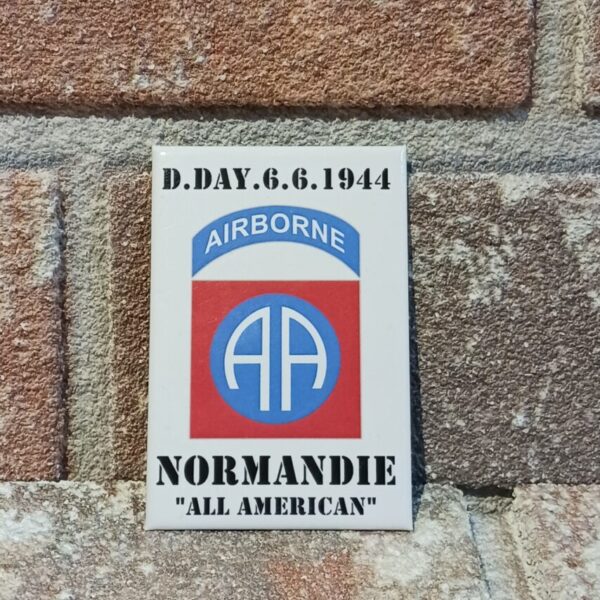 D.DAY.6.6.1944
AIRBORNE
AA
NORMANDIE
"ALL AMERICAN"